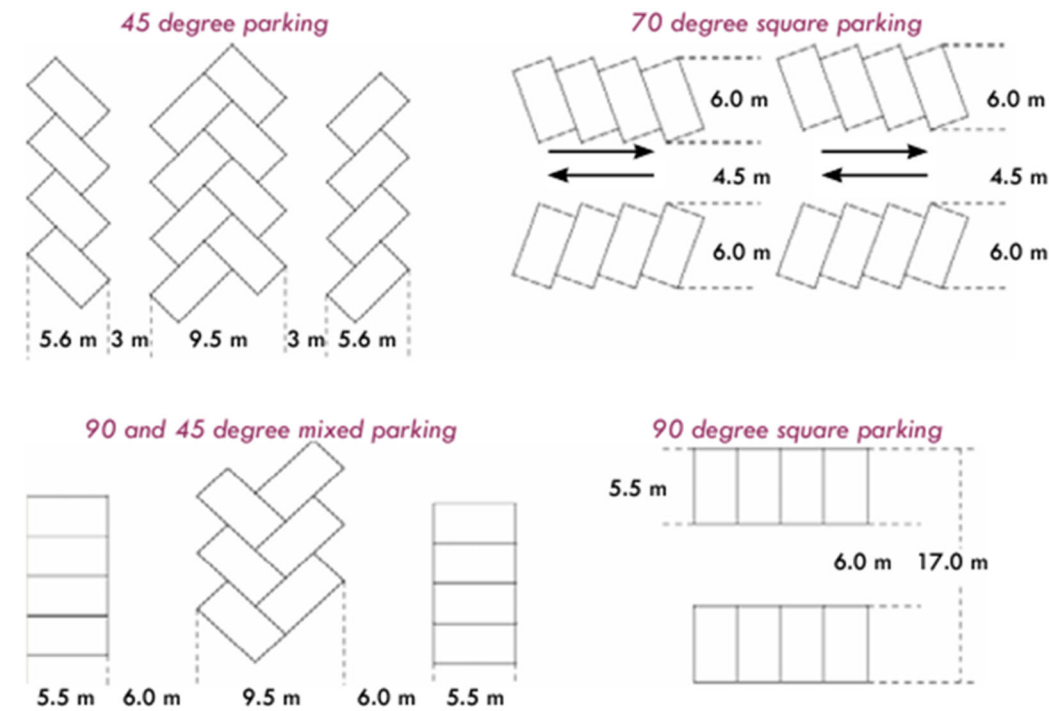 45 degree parking
5.6 m 3 m 9.5 m 3 m 5.6 m
70 degree square parking
6.0 m 6.0 m
4.5 m 4.5 m
6.0 m 6.0 m
90 and 45 degree mixed parking
5.5 m 6.0 m 9.5 m 6.0 m 5.5 m
90 degree square parking
5.5 m
6.0 m 17.0 m